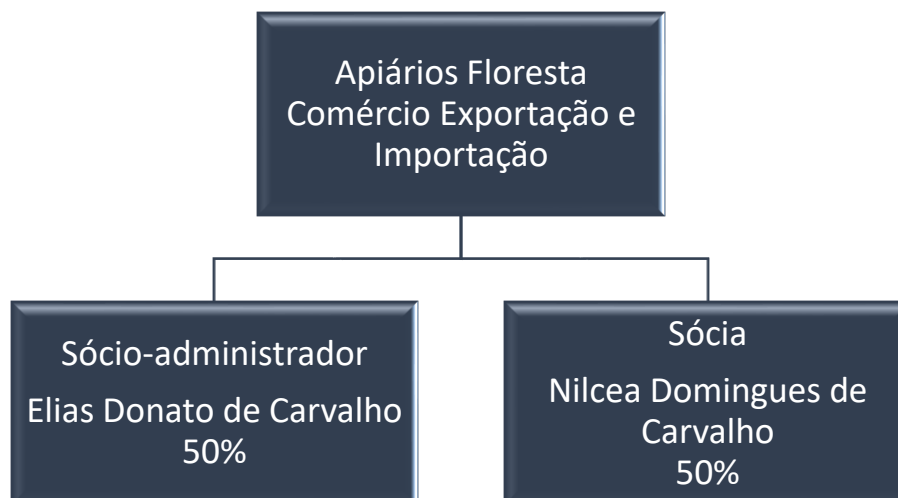 Apiários Floresta
Comércio Exportação e
Importação
Sócio-administrador
Elias Donato de Carvalho
50%
Sócia
Nilcea Domingues de
Carvalho
50%